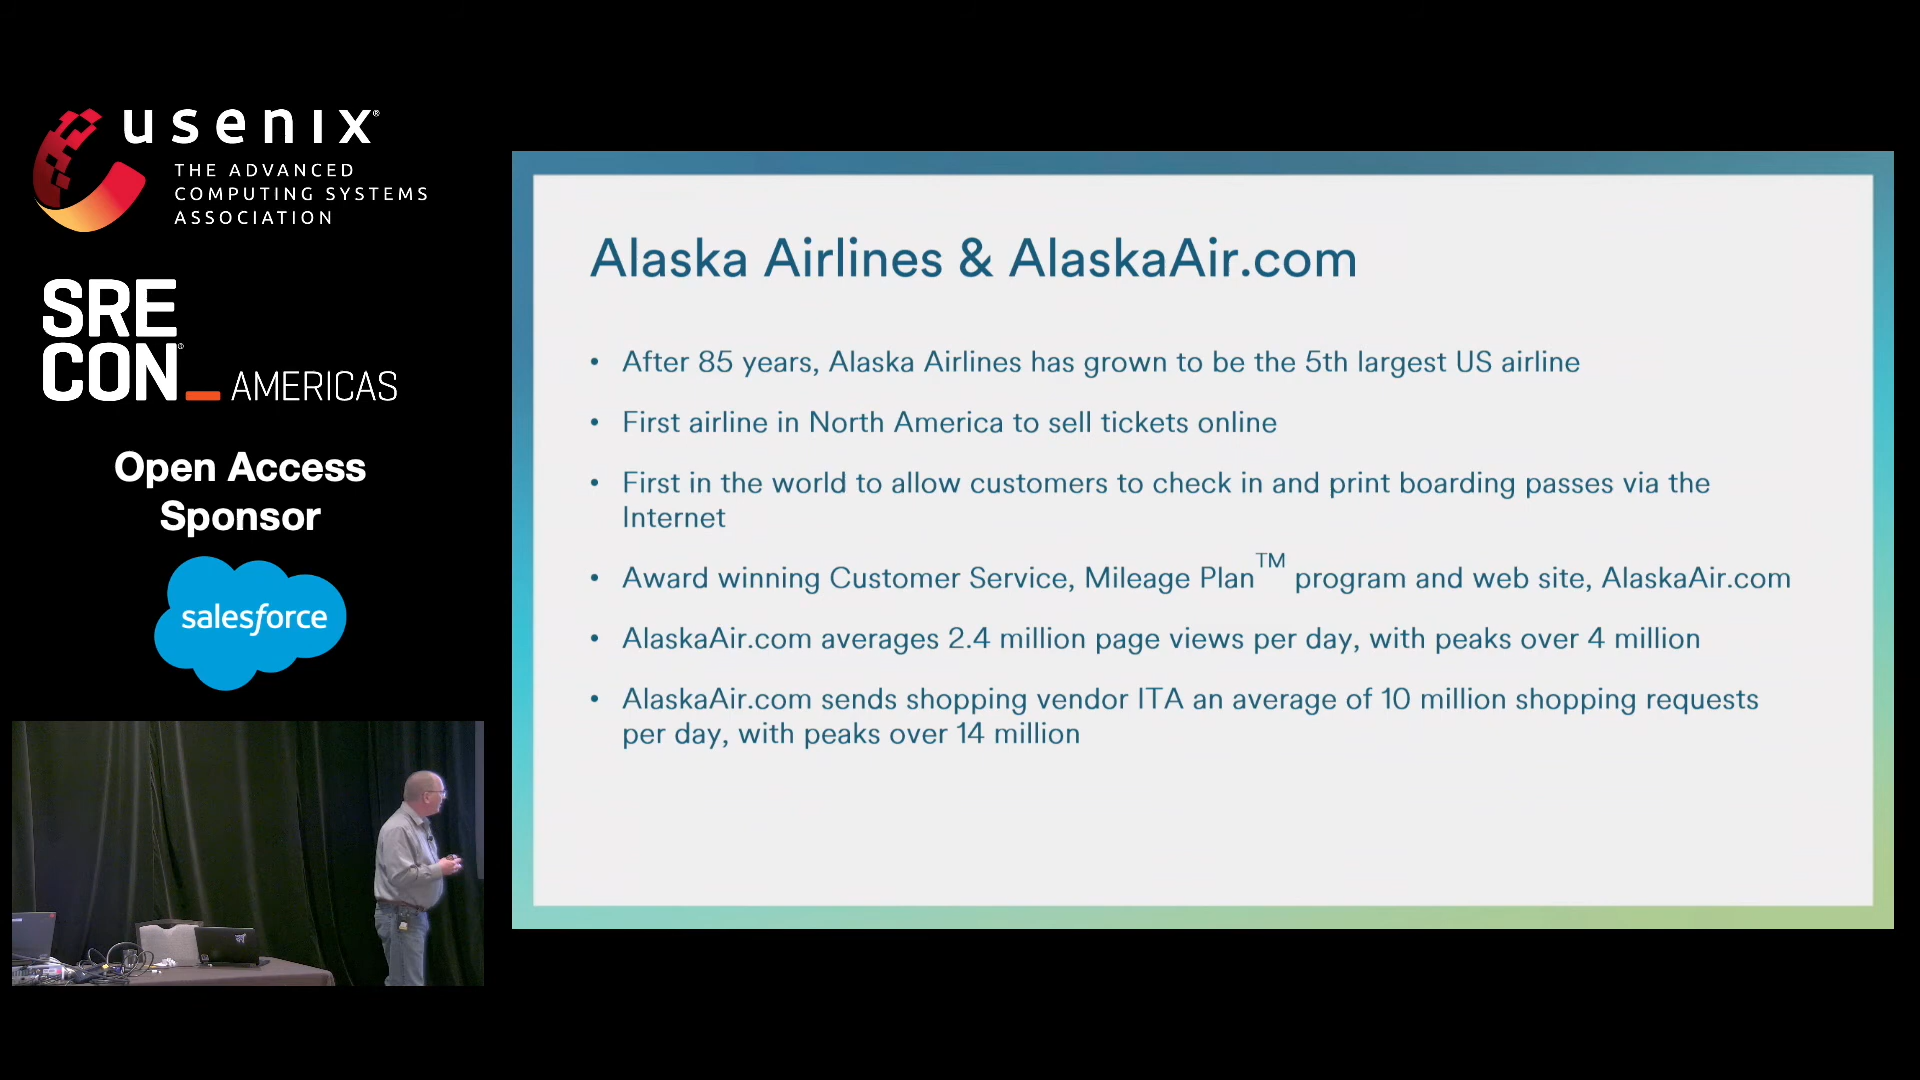 usenix®
THE ADVANCED
COMPUTING SYSTEMS
ASSOCIATION
SRE
CON®
_AMERICAS
Open Access
Sponsor
salesforce
Alaska Airlines & AlaskaAir.com
• After 85 years, Alaska Airlines has grown to be the 5th largest US airline
• First airline in North America to sell tickets online
• First in the world to allow customers to check in and print boarding passes via the
Internet
• Award winning Customer Service, Mileage Plan™ program and web site, AlaskaAir.com
• AlaskaAir.com averages 2.4 million page views per day, with peaks over 4 million
• AlaskaAir.com sends shopping vendor ITA an average of 10 million shopping requests
per day, with peaks over 14 million